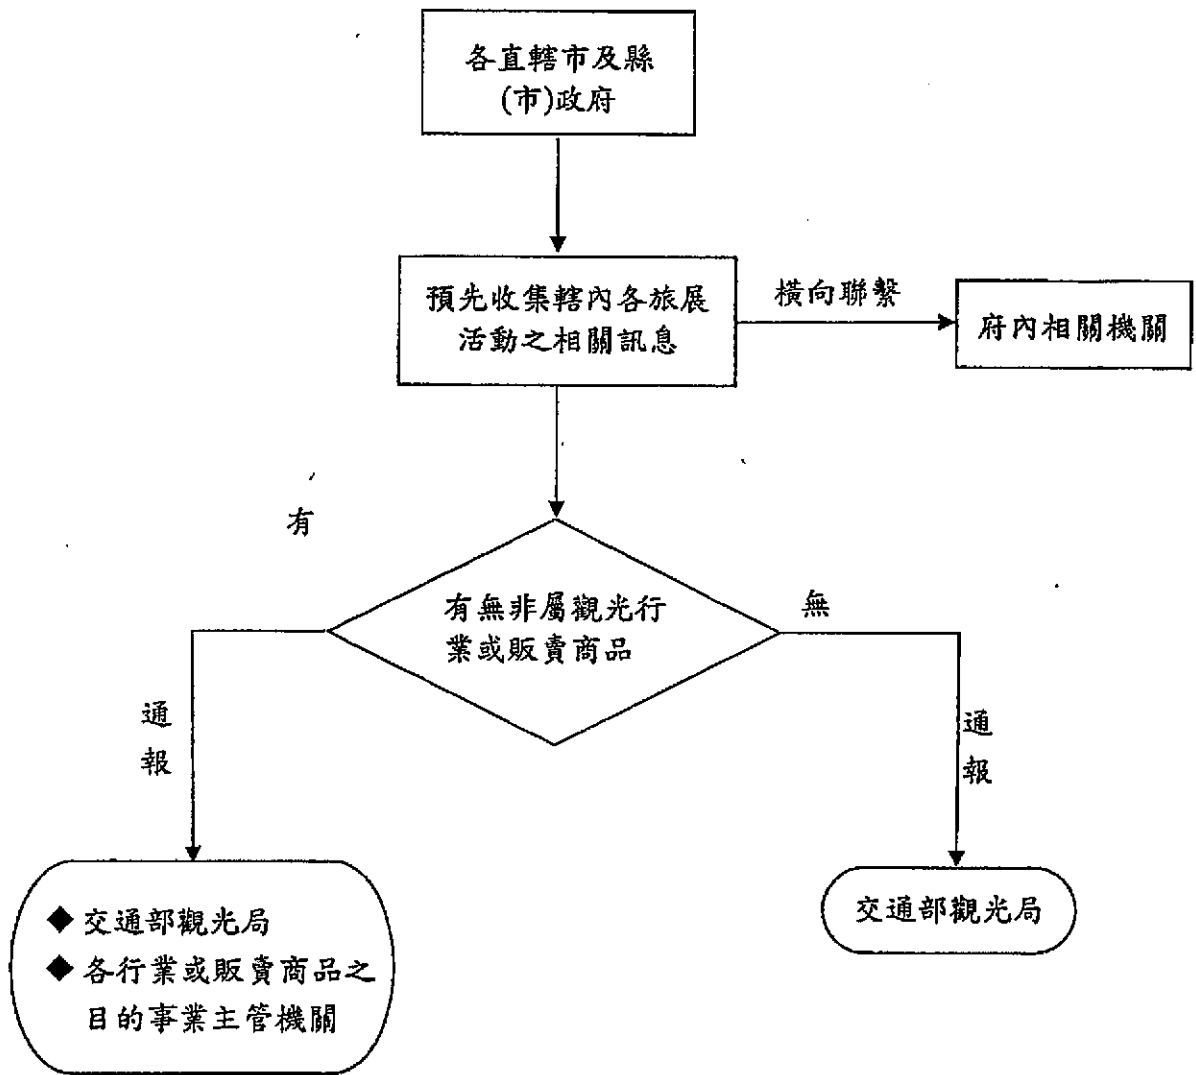 各直轄市及縣
(市)政府
預先收集轄內各旅展
活動之相關訊息
橫向聯繫
府內相關機關
有
有無非屬觀光行
業或販賣商品
無
通
報
通
報
◆ 交通部觀光局
◆ 各行業或販賣商品之
目的事業主管機關
交通部觀光局